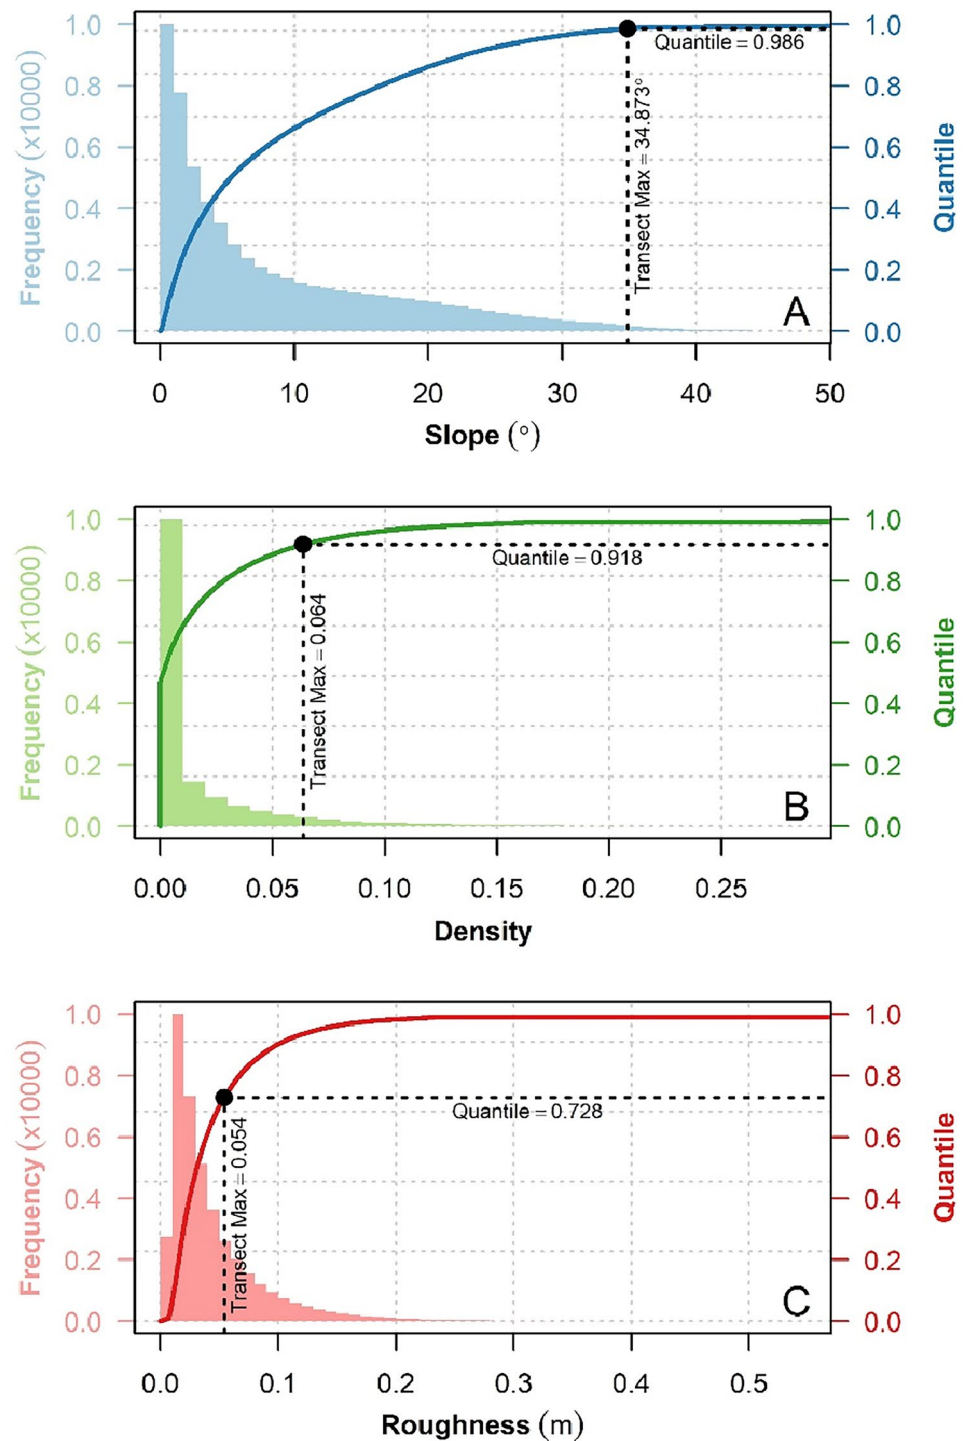 Frequency (x10000)
1.0
0.8
0.6
0.4
0.2
0.0
Quantile = 0.986
Transect Max = 34.873°
A
1.0
0.8
0.6
0.4
0.2
0.0
Quantile
0 10 20 30 40 50
Slope (°)
Frequency (x10000)
1.0
0.8
0.6
0.4
0.2
0.0
Quantile = 0.918
Transect Max = 0.064
B
1.0
0.8
0.6
0.4
0.2
0.0
Quantile
0.00 0.05 0.10 0.15 0.20 0.25
Density
Frequency (x10000)
1.0
0.8
0.6
0.4
0.2
0.0
Quantile = 0.728
Transect Max = 0.054
C
1.0
0.8
0.6
0.4
0.2
0.0
Quantile
0.0 0.1 0.2 0.3 0.4 0.5
Roughness (m)